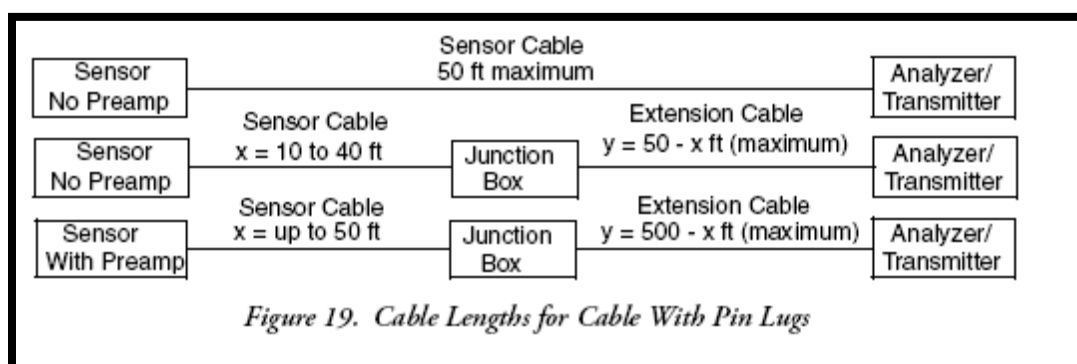 Sensor Cable
50 ft maximum
Sensor
No Preamp
Analyzer/
Transmitter
Sensor Cable
x = 10 to 40 ft
Extension Cable
y = 50 - x ft (maximum)
Sensor
No Preamp
Junction
Box
Analyzer/
Transmitter
Sensor Cable
x = up to 50 ft
Extension Cable
y = 500 - x ft (maximum)
Sensor
With Preamp
Junction
Box
Analyzer/
Transmitter
Figure 19. Cable Lengths for Cable With Pin Lugs